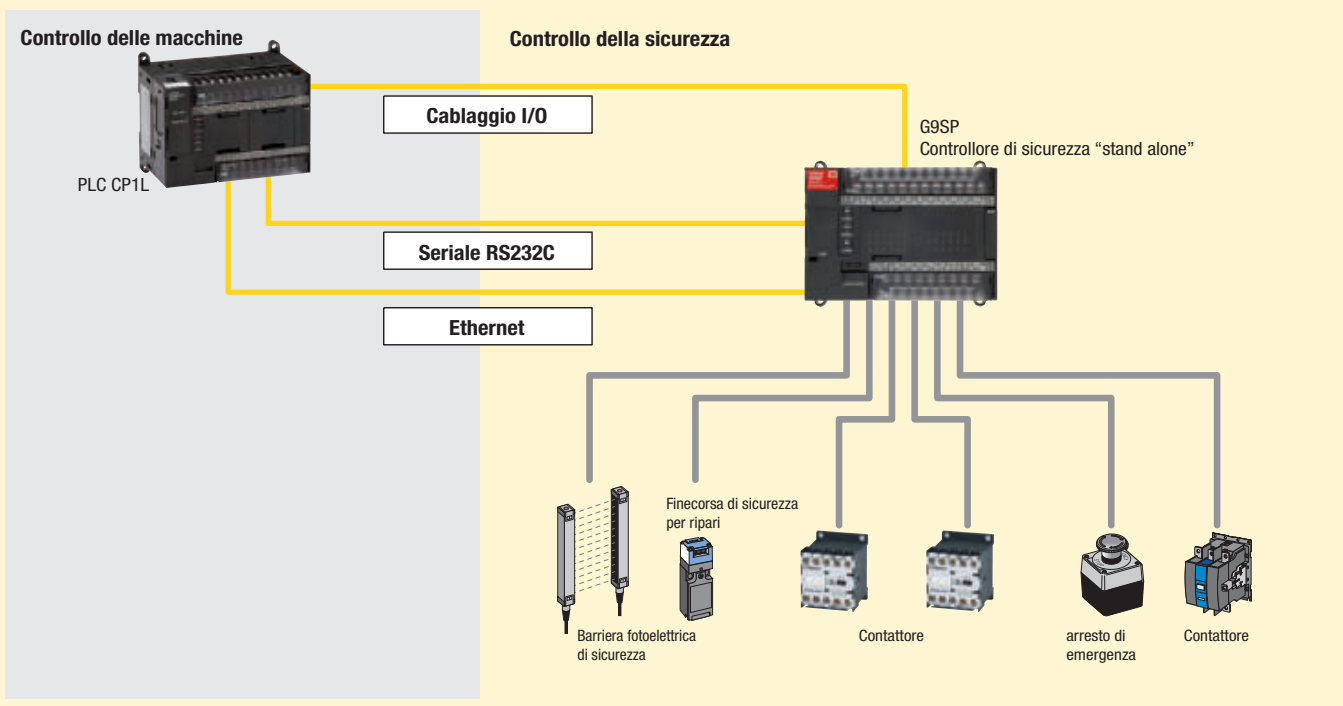 Controllo delle macchine
Controllo della sicurezza
Cablaggio I/O
G9SP
Controllore di sicurezza “stand alone”
PLC CP1L
Seriale RS232C
Ethernet
Finecorsa di sicurezza
per ripari
Barriera fotoelettrica
di sicurezza
Contattore
arresto di
emergenza
Contattore